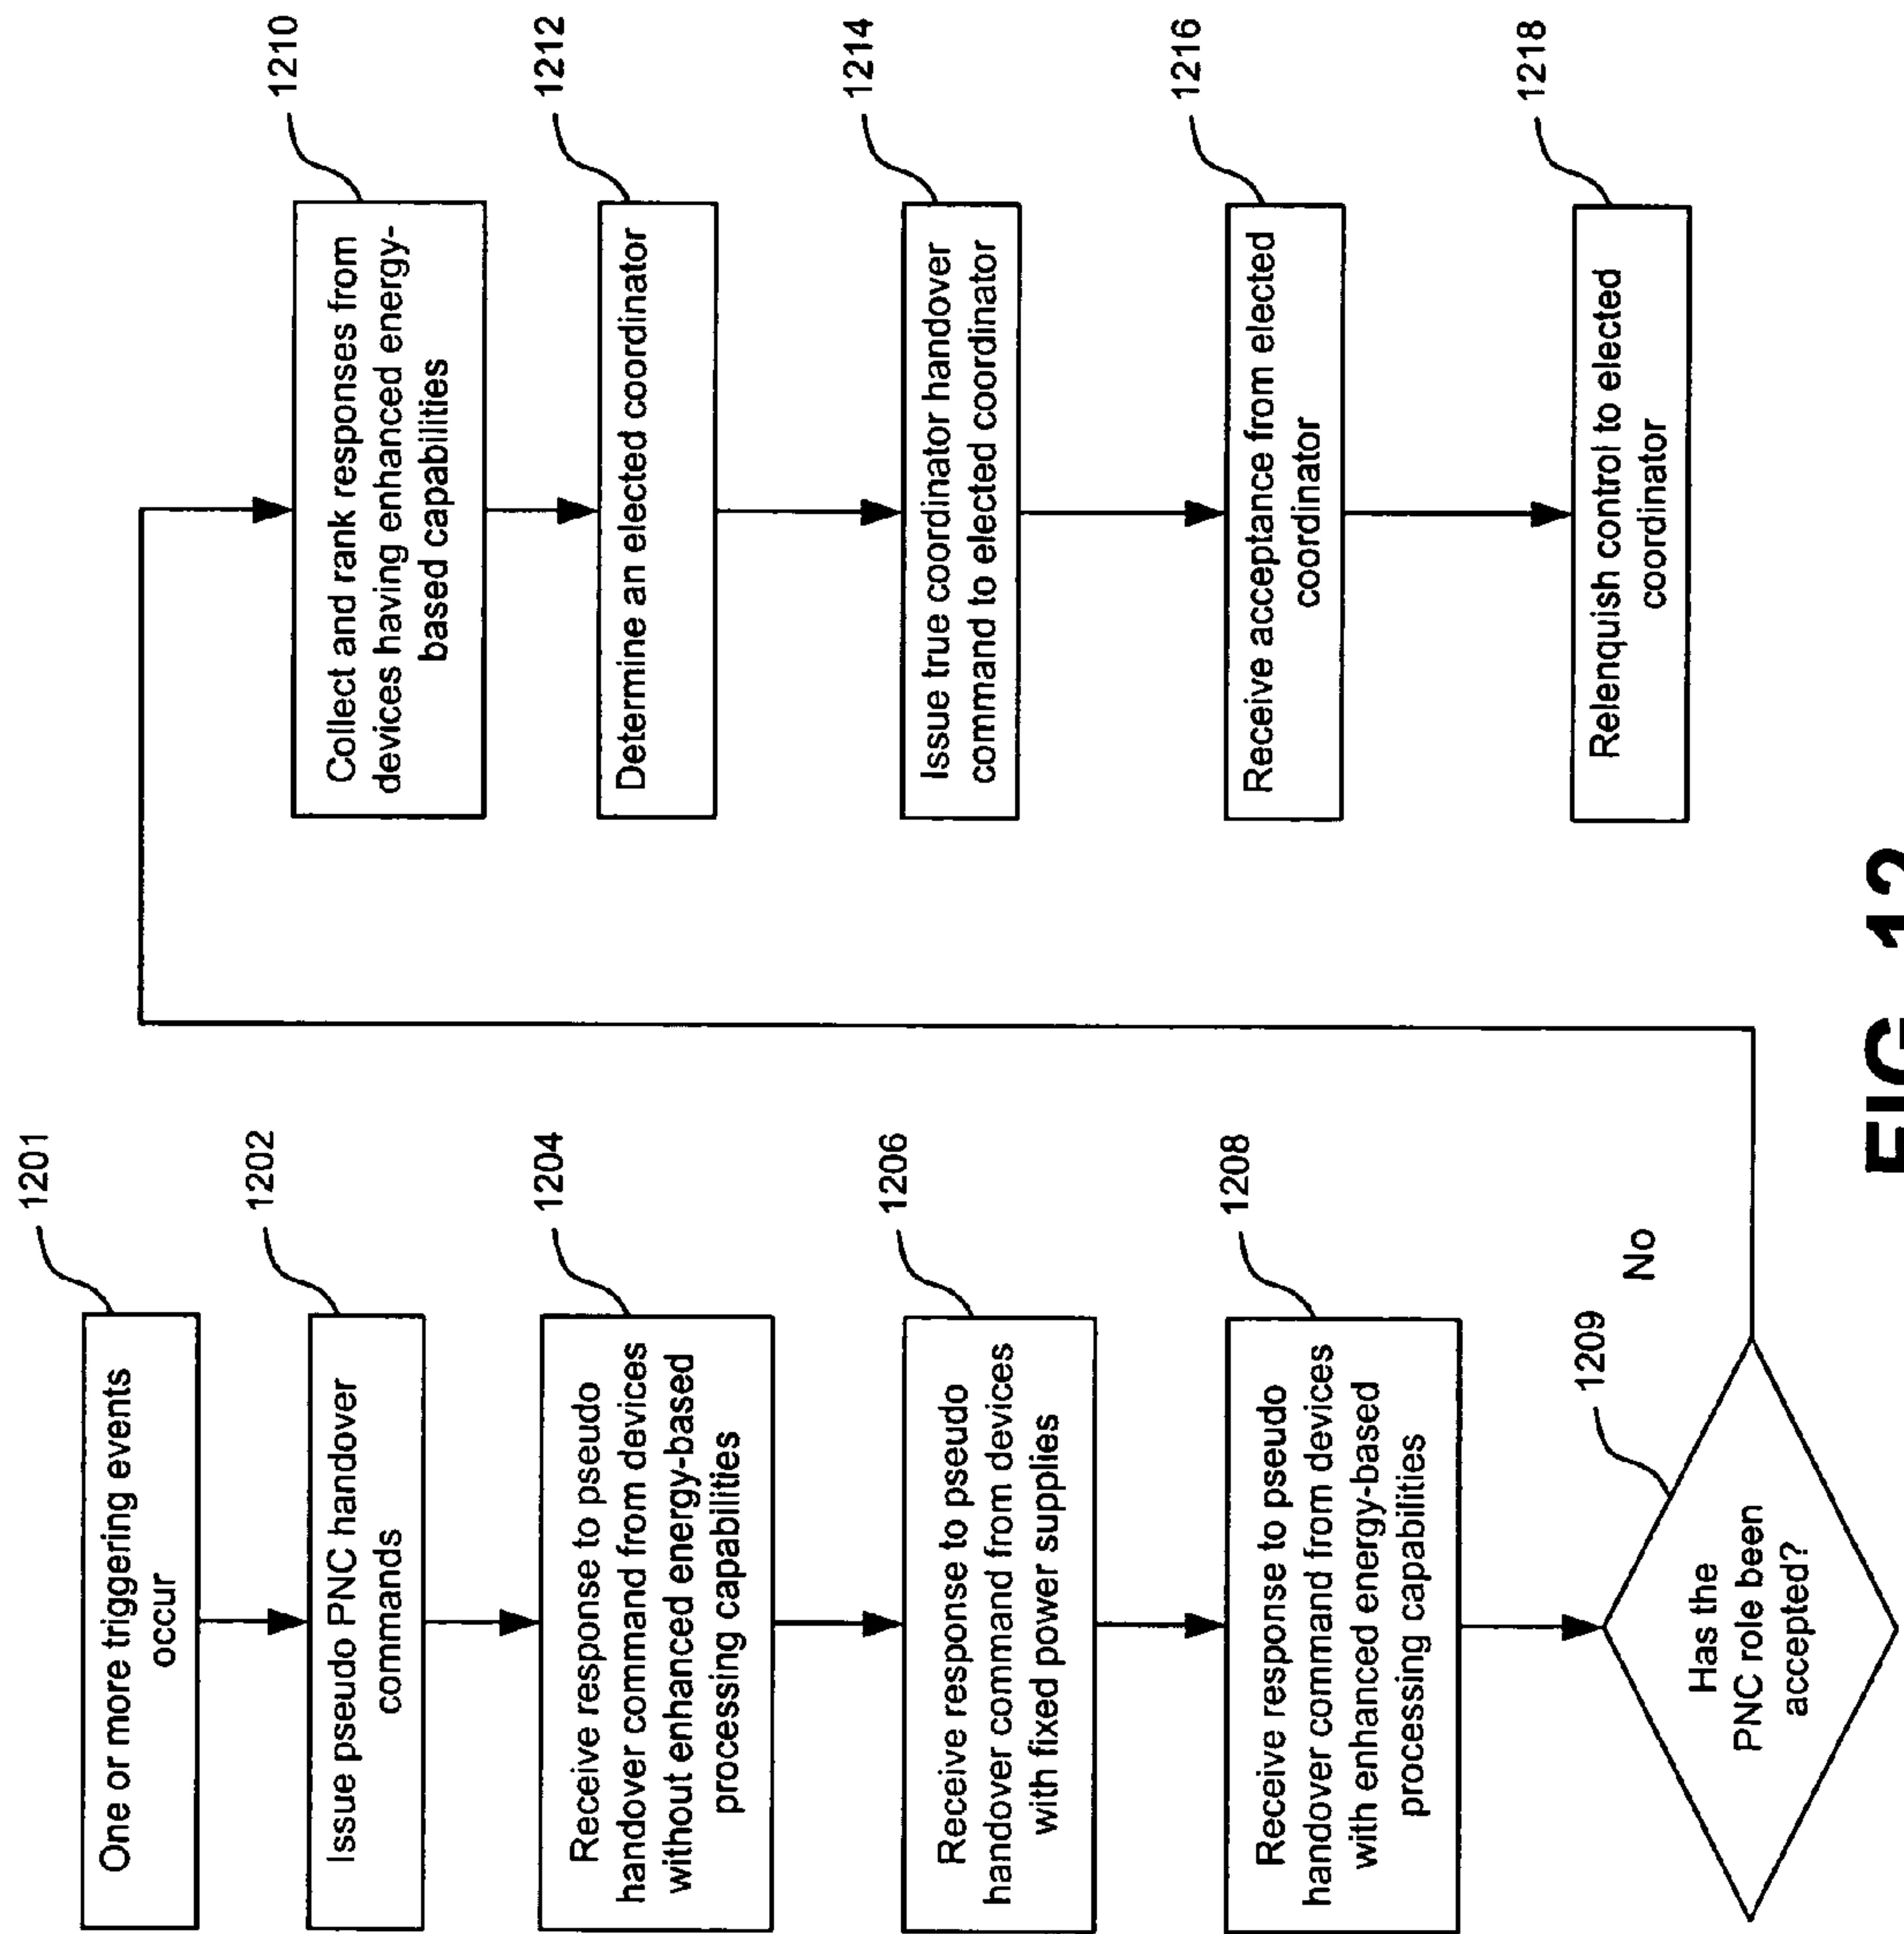 1201
One or more triggering events
occur
1202
Issue pseudo PNC handover
commands
1204
Receive response to pseudo
handover command from devices
without enhanced energy-based
processing capabilities
1206
Receive response to pseudo
handover command from devices
with fixed power supplies
1208
Receive response to pseudo
handover command from devices
with enhanced energy-based
processing capabilities
1209
No
Has the
PNC role been
accepted?
1210
Collect and rank responses from
devices having enhanced energy-
based capabilities
1212
Determine an elected coordinator
1214
Issue true coordinator handover
command to elected coordinator
1216
Receive acceptance from elected
coordinator
1218
Relenquish control to elected
coordinator
FIG. 12